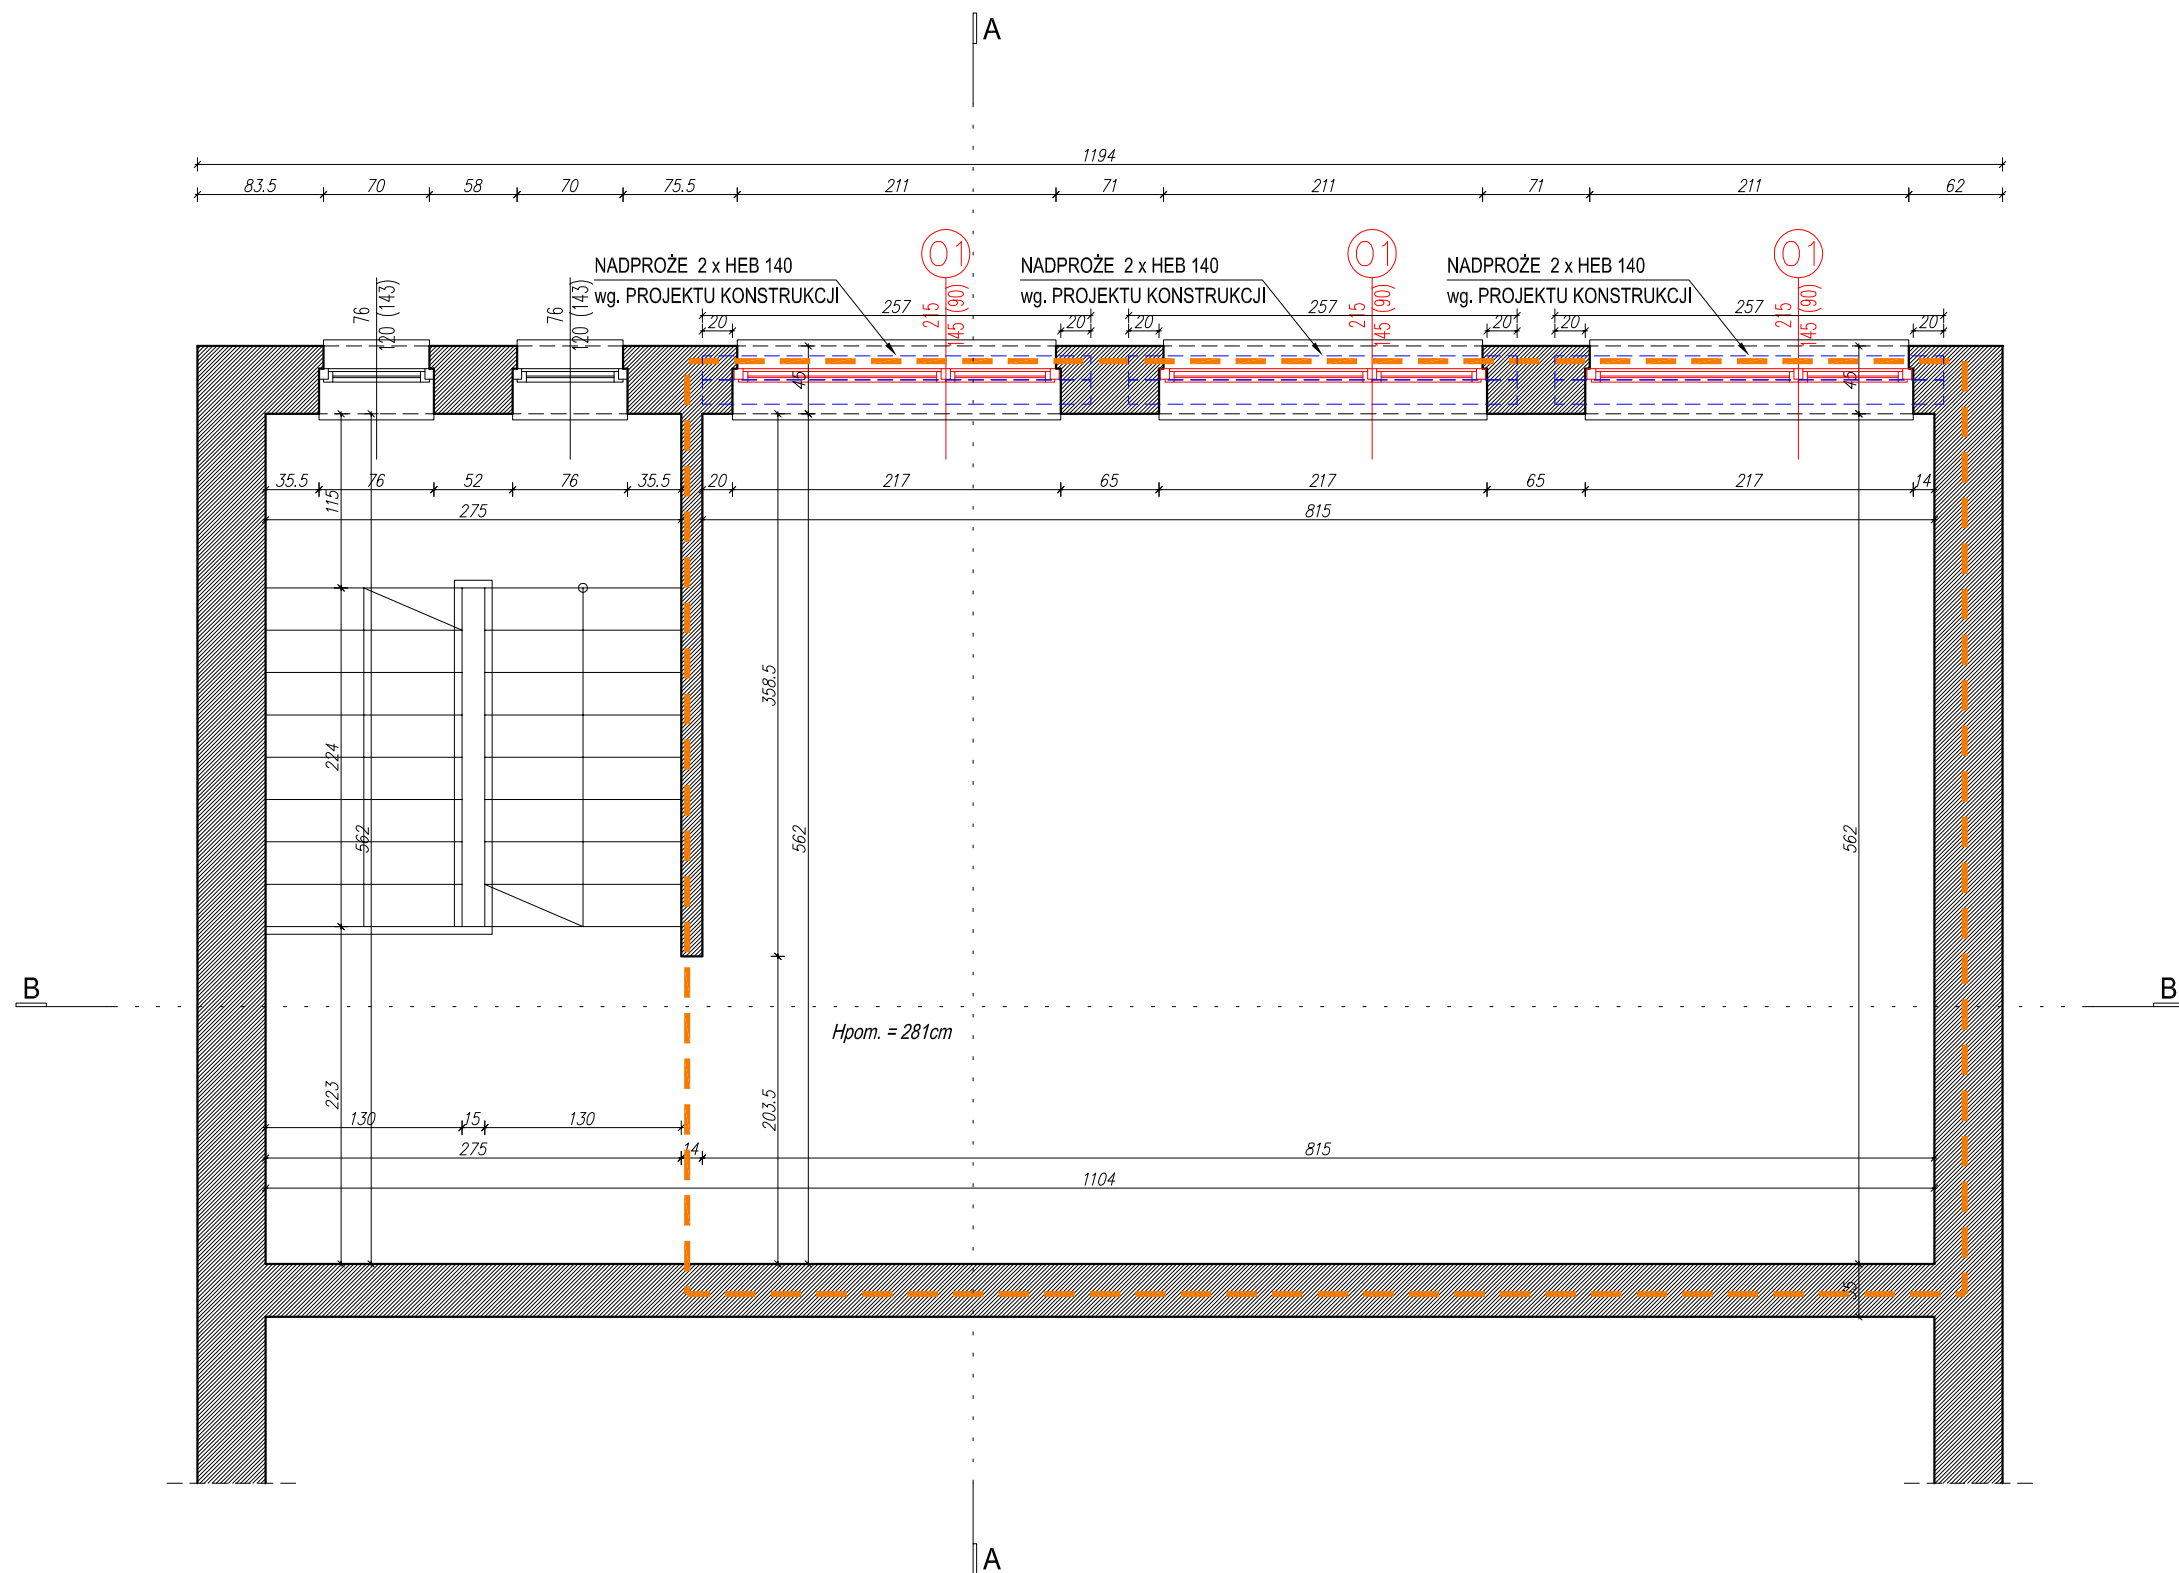 A
1194
83.5 70 58 70 75.5 211 71 211 71 211 62
O1 O1 O1
NADPROŻE 2 x HEB 140
wg. PROJEKTU KONSTRUKCJI
NADPROŻE 2 x HEB 140
wg. PROJEKTU KONSTRUKCJI
NADPROŻE 2 x HEB 140
wg. PROJEKTU KONSTRUKCJI
76
120 (143)
76
120 (143)
215
145 (90)
215
145 (90)
215
145 (90)
257 257 257
20 20 20 20 20 20
45 45
35.5 76 52 76 35.5 20 217 65 217 65 217 14
115
275 815
358.5
224
562 562 562
B B
Hpom. = 281cm
223
203.5
130 15 130
275 14 815
1104
35
A